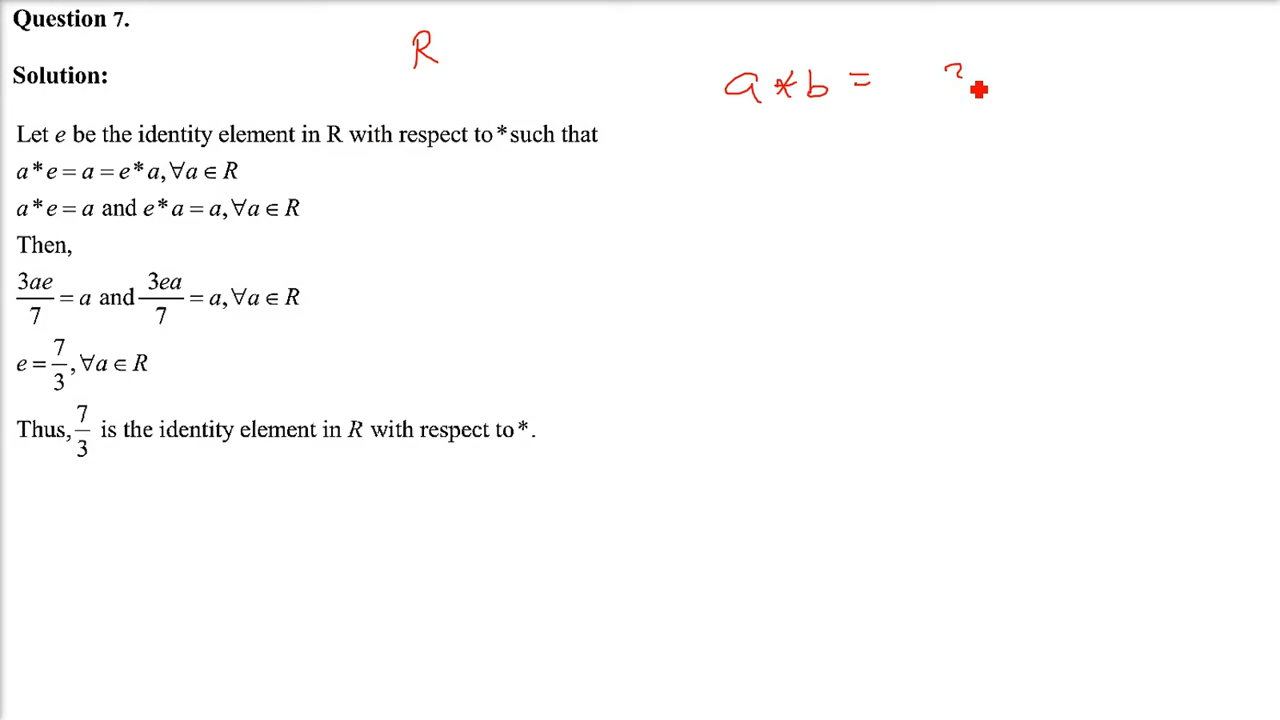 Question 7.
R
Solution:
a * b =
Let e be the identity element in R with respect to * such that
a * e = a = e * a, ∀a ∈ R
a * e = a and e * a = a, ∀a ∈ R
Then,
3ae/7 = a and 3ea/7 = a, ∀a ∈ R
e = 7/3, ∀a ∈ R
Thus, 7/3 is the identity element in R with respect to *.